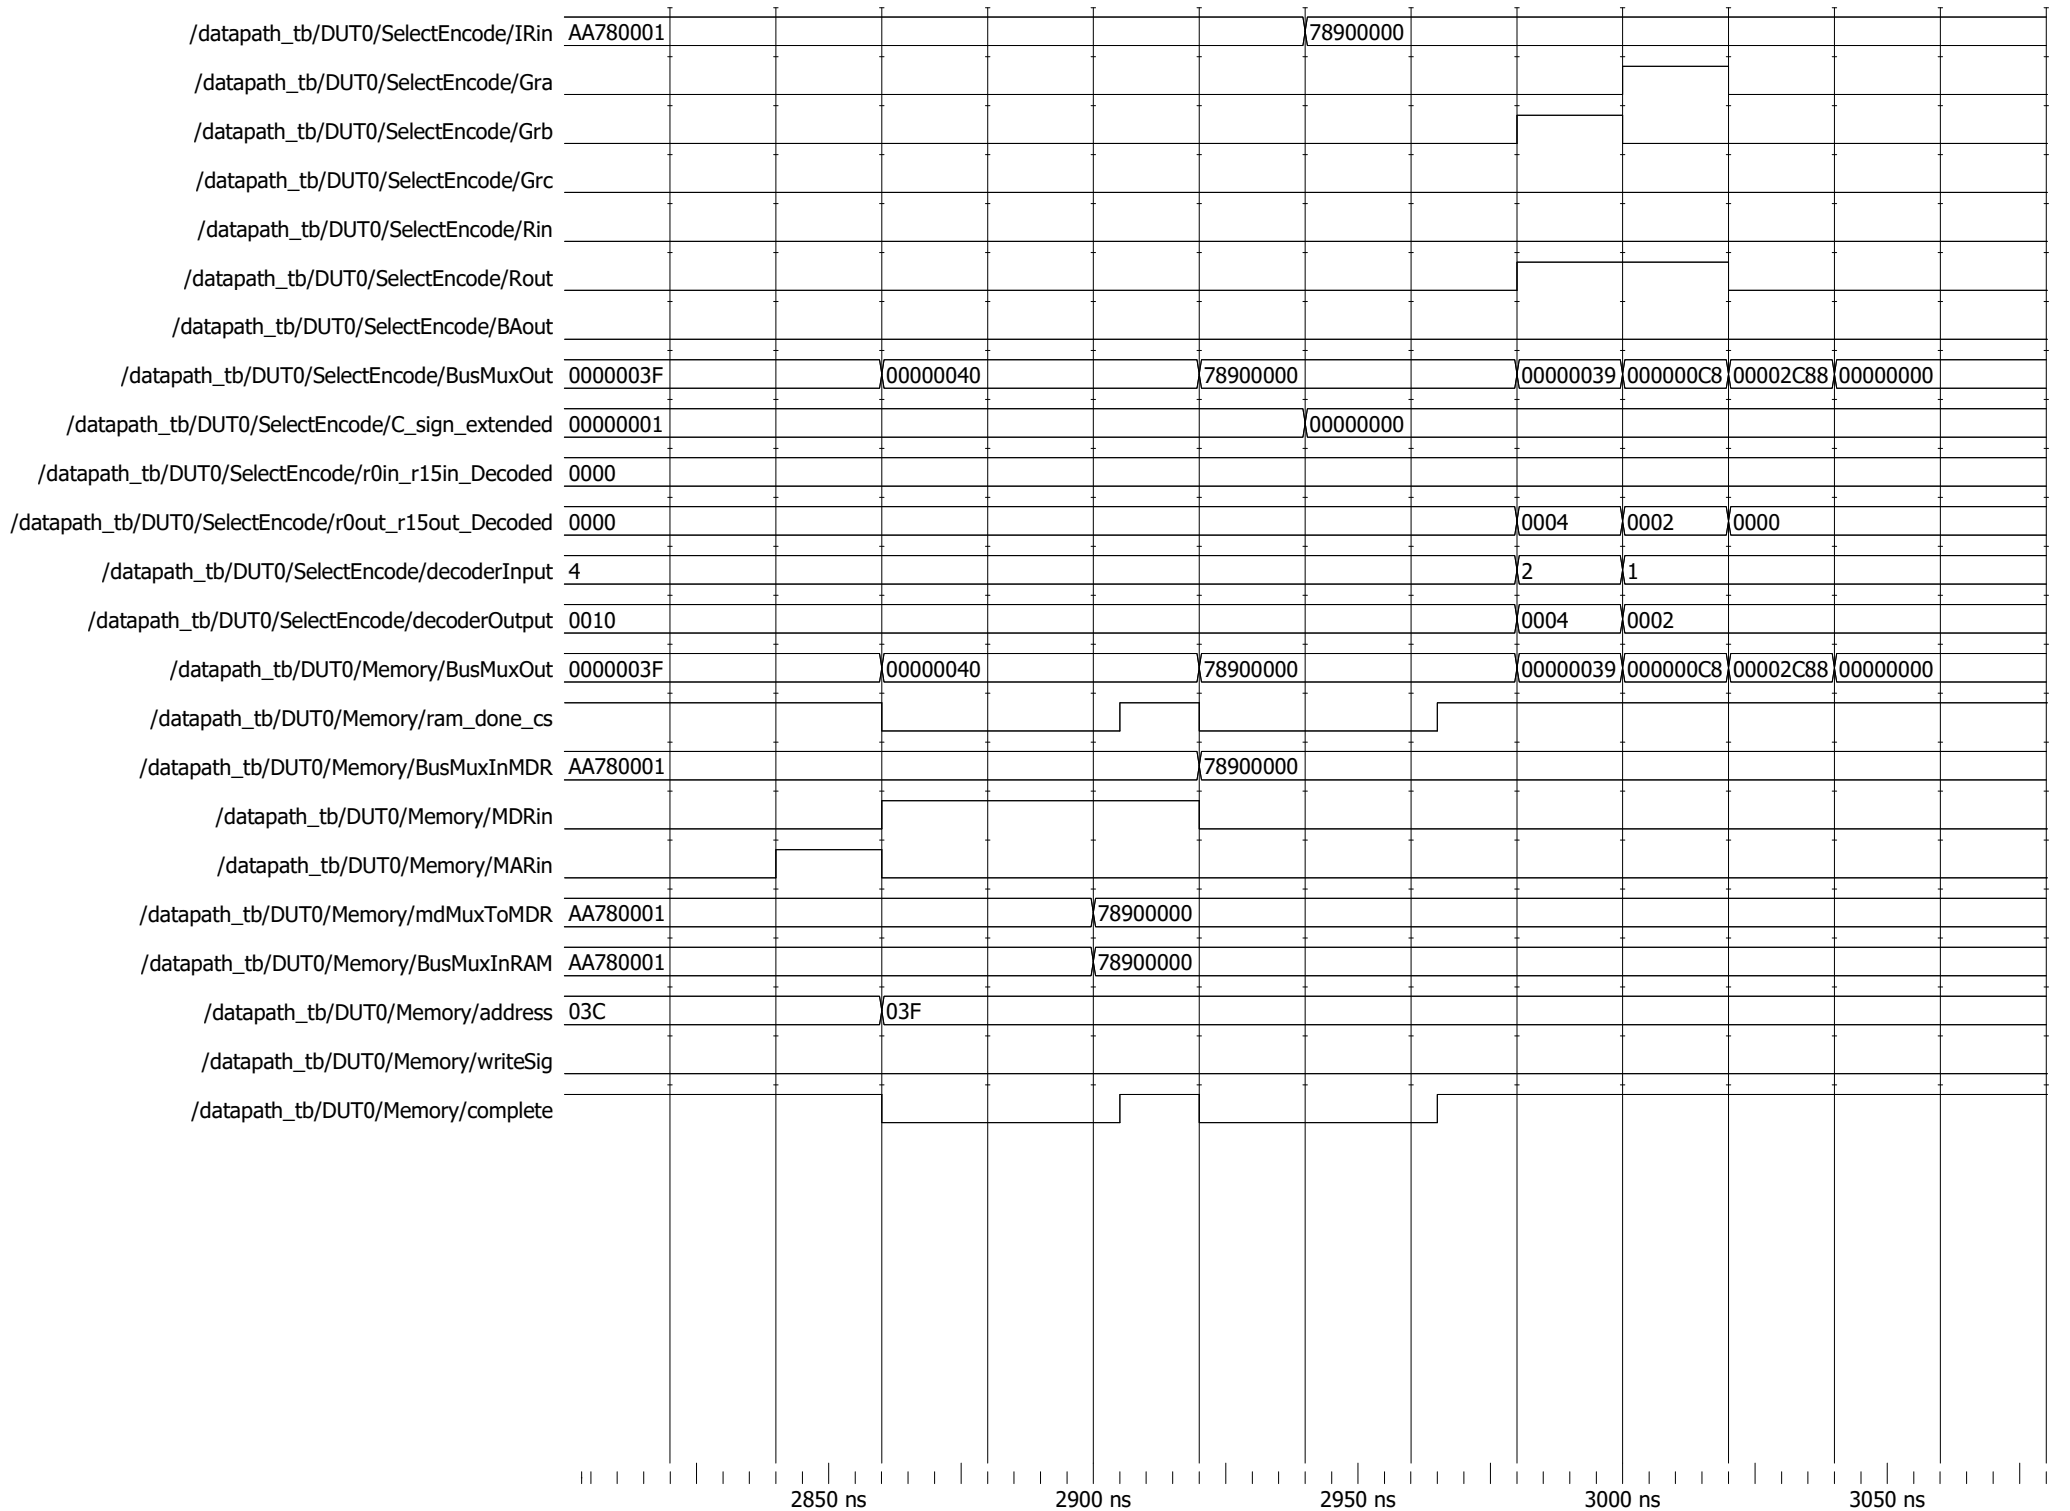 /datapath_tb/DUT0/SelectEncode/IRin AA780001 78900000
/datapath_tb/DUT0/SelectEncode/Gra
/datapath_tb/DUT0/SelectEncode/Grb
/datapath_tb/DUT0/SelectEncode/Grc
/datapath_tb/DUT0/SelectEncode/Rin
/datapath_tb/DUT0/SelectEncode/Rout
/datapath_tb/DUT0/SelectEncode/BAout
/datapath_tb/DUT0/SelectEncode/BusMuxOut 0000003F 00000040 78900000 00000039 000000C8 00002C88 00000000
/datapath_tb/DUT0/SelectEncode/C_sign_extended 00000001 00000000
/datapath_tb/DUT0/SelectEncode/r0in_r15in_Decoded 0000
/datapath_tb/DUT0/SelectEncode/r0out_r15out_Decoded 0000 0004 0002 0000
/datapath_tb/DUT0/SelectEncode/decoderInput 4 2 1
/datapath_tb/DUT0/SelectEncode/decoderOutput 0010 0004 0002
/datapath_tb/DUT0/Memory/BusMuxOut 0000003F 00000040 78900000 00000039 000000C8 00002C88 00000000
/datapath_tb/DUT0/Memory/ram_done_cs
/datapath_tb/DUT0/Memory/BusMuxInMDR AA780001 78900000
/datapath_tb/DUT0/Memory/MDRin
/datapath_tb/DUT0/Memory/MARin
/datapath_tb/DUT0/Memory/mdMuxToMDR AA780001 78900000
/datapath_tb/DUT0/Memory/BusMuxInRAM AA780001 78900000
/datapath_tb/DUT0/Memory/address 03C 03F
/datapath_tb/DUT0/Memory/writeSig
/datapath_tb/DUT0/Memory/complete
2850 ns 2900 ns 2950 ns 3000 ns 3050 ns